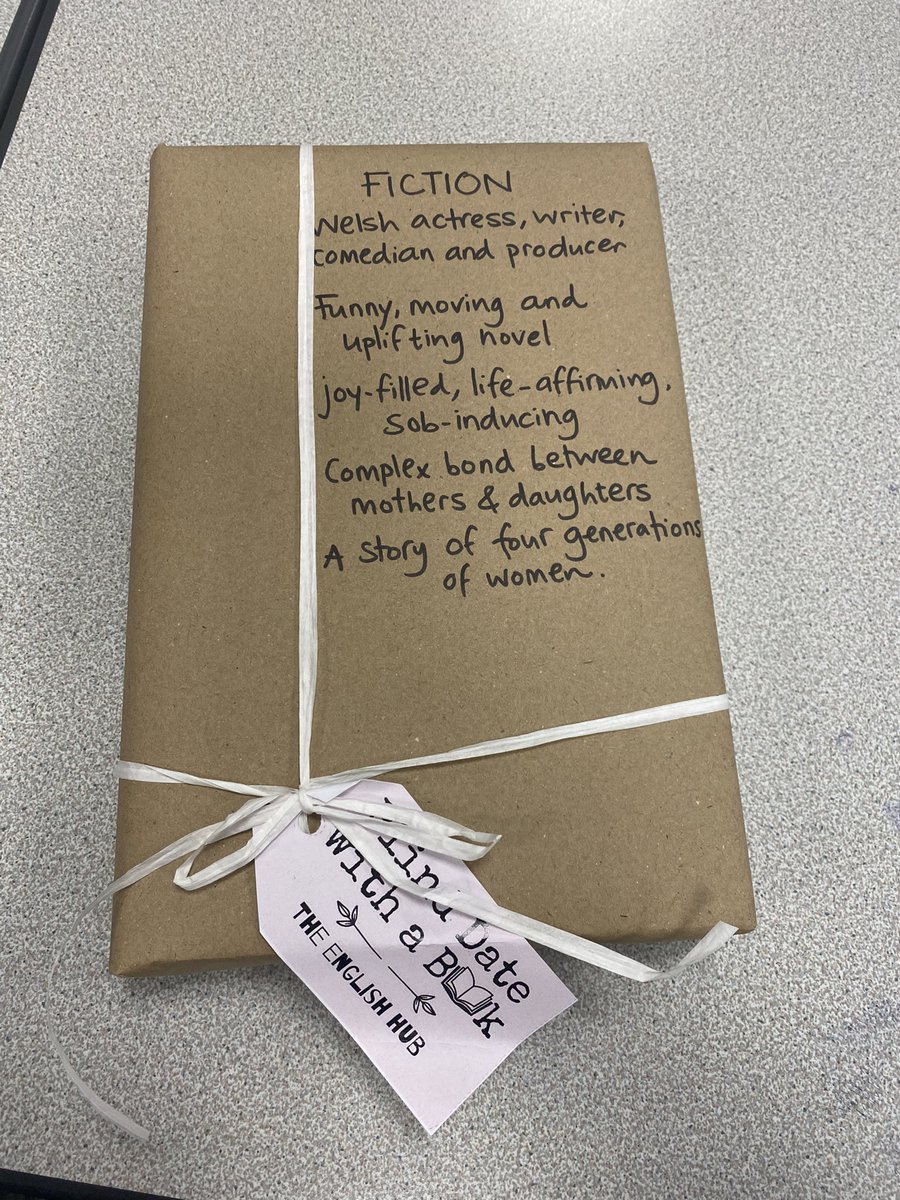 FICTION
Welsh actress, writer,
comedian and producer
Funny, moving and
uplifting novel
joy-filled, life-affirming,
sob-inducing
Complex bond between
mothers & daughters
A story of four generations
of women.
Blind Date
with a Book
THE ENGLISH HUB